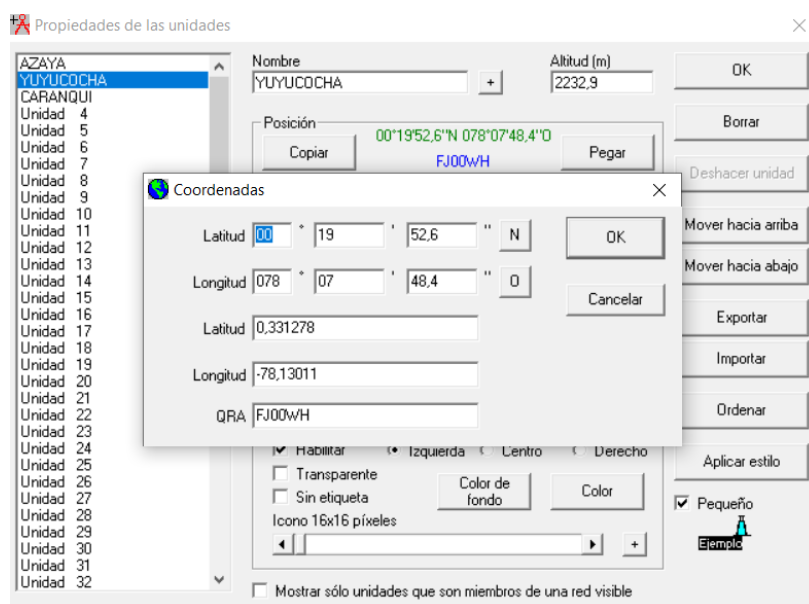 Propiedades de las unidades
AZAYA
YUYUCOCHA
CARANQUI
Unidad 4
Unidad 5
Unidad 6
Unidad 7
Unidad 8
Unidad 9
Unidad 10
Unidad 11
Unidad 12
Unidad 13
Unidad 14
Unidad 15
Unidad 16
Unidad 17
Unidad 18
Unidad 19
Unidad 20
Unidad 21
Unidad 22
Unidad 23
Unidad 24
Unidad 25
Unidad 26
Unidad 27
Unidad 28
Unidad 29
Unidad 30
Unidad 31
Unidad 32
Nombre
YUYUCOCHA
+
Altitud (m)
2232,9
Posición
Copiar
00°19'52,6''N 078°07'48,4''O
FJ00WH
Pegar
Coordenadas
Latitud 00 ° 19 ' 52,6 '' N
Longitud 078 ° 07 ' 48,4 '' O
Latitud 0,331278
Longitud -78,13011
QRA FJ00WH
OK
Cancelar
Habilitar Izquierda Centro Derecho
Transparente
Sin etiqueta
Color de
fondo
Color
Icono 16x16 píxeles
+
Mostrar sólo unidades que son miembros de una red visible
OK
Borrar
Deshacer unidad
Mover hacia arriba
Mover hacia abajo
Exportar
Importar
Ordenar
Aplicar estilo
Pequeño
Ejemplo